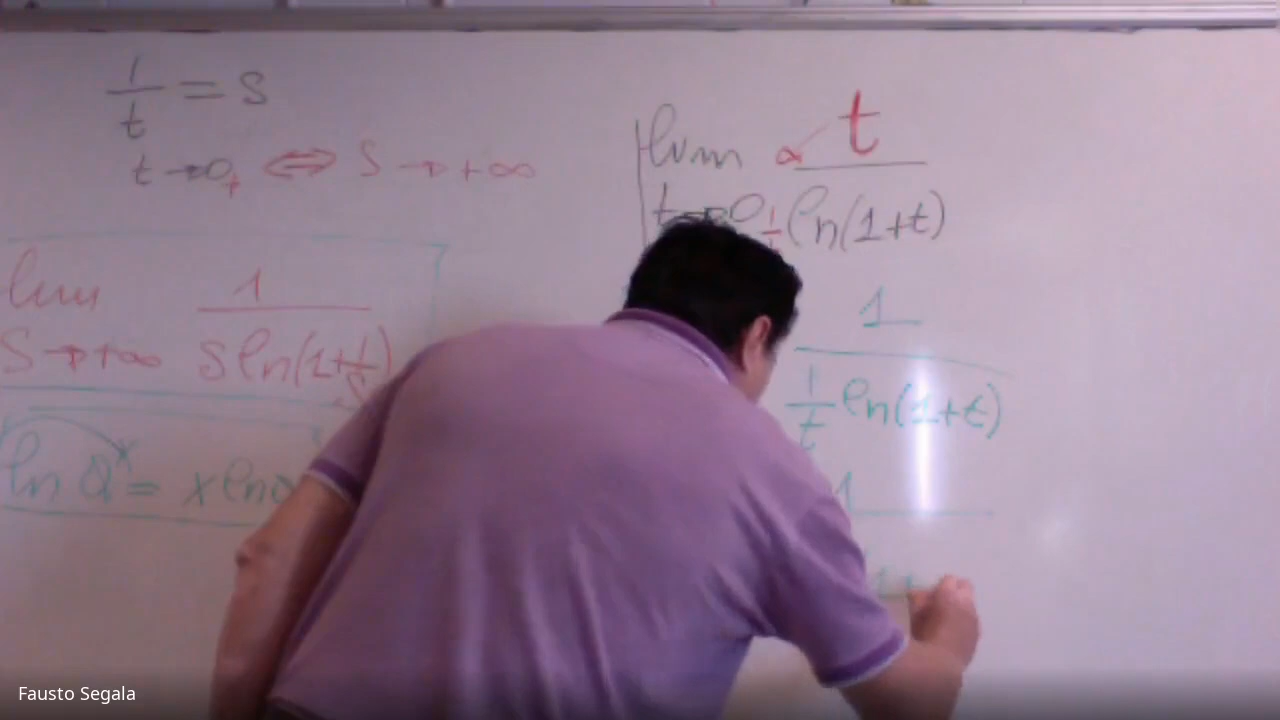 1/t = s
t → 0+ ⇔ s → +∞
lim 1/(s ln(1+1/s))
s → +∞
ln a^x = x ln a
lim t/ln(1+t)
t → 0
1/(1/t ln(1+t))
1
Fausto Segala